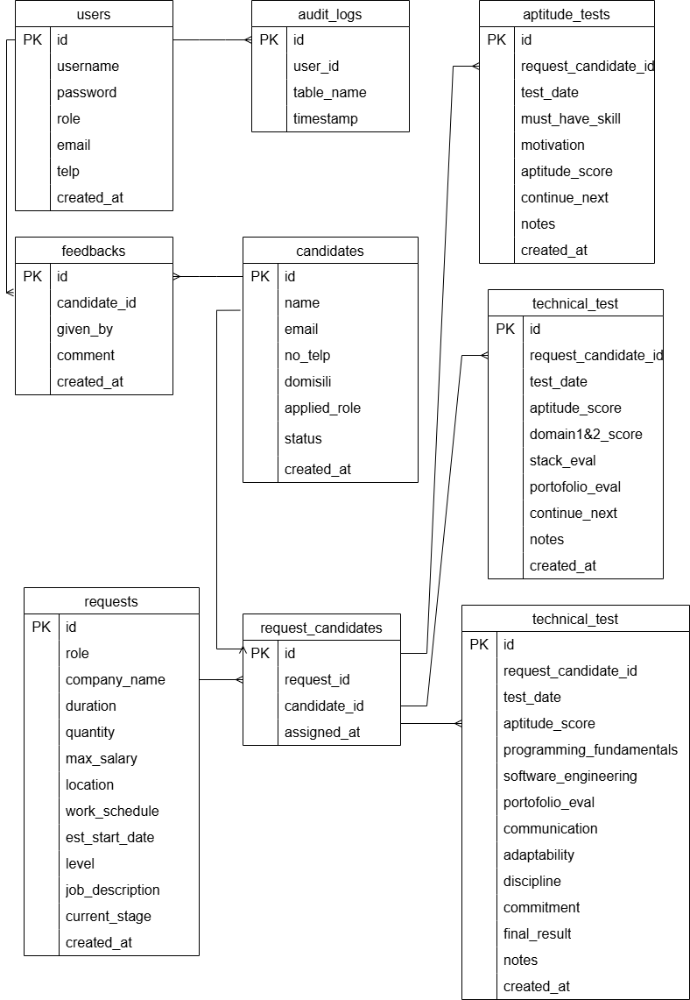 users
PK id
username
password
role
email
telp
created_at
audit_logs
PK id
user_id
table_name
timestamp
aptitude_tests
PK id
request_candidate_id
test_date
must_have_skill
motivation
aptitude_score
continue_next
notes
created_at
feedbacks
PK id
candidate_id
given_by
comment
created_at
candidates
PK id
name
email
no_telp
domisili
applied_role
status
created_at
technical_test
PK id
request_candidate_id
test_date
aptitude_score
domain1&2_score
stack_eval
portofolio_eval
continue_next
notes
created_at
requests
PK id
role
company_name
duration
quantity
max_salary
location
work_schedule
est_start_date
level
job_description
current_stage
created_at
request_candidates
PK id
request_id
candidate_id
assigned_at
technical_test
PK id
request_candidate_id
test_date
aptitude_score
programming_fundamentals
software_engineering
portofolio_eval
communication
adaptability
discipline
commitment
final_result
notes
created_at